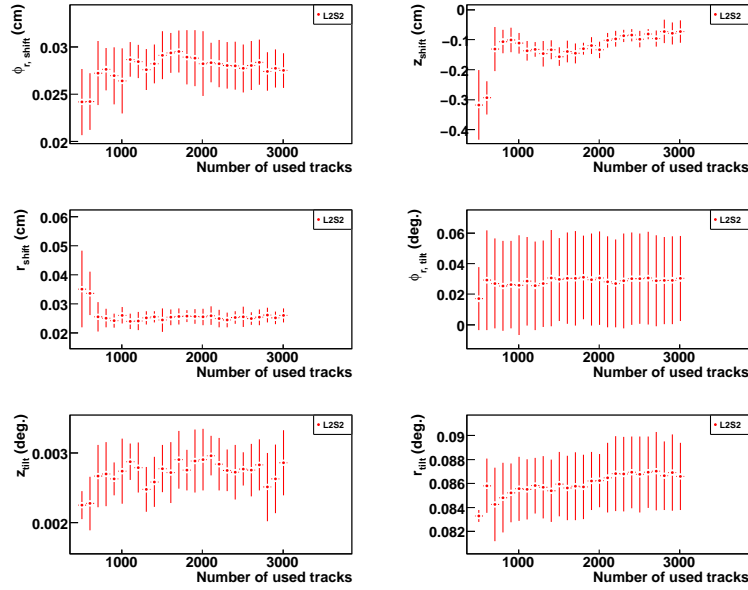 L2S2
φr, shift (cm)
0.03
0.025
0.02
1000 2000 3000
Number of used tracks
L2S2
zshift (cm)
-0
−0.1
−0.2
−0.3
−0.4
1000 2000 3000
Number of used tracks
L2S2
rshift (cm)
0.06
0.05
0.04
0.03
0.02
1000 2000 3000
Number of used tracks
L2S2
φr, tilt (deg.)
0.06
0.04
0.02
0
1000 2000 3000
Number of used tracks
L2S2
ztilt (deg.)
0.003
0.002
1000 2000 3000
Number of used tracks
L2S2
rtilt (deg.)
0.09
0.088
0.086
0.084
0.082
1000 2000 3000
Number of used tracks